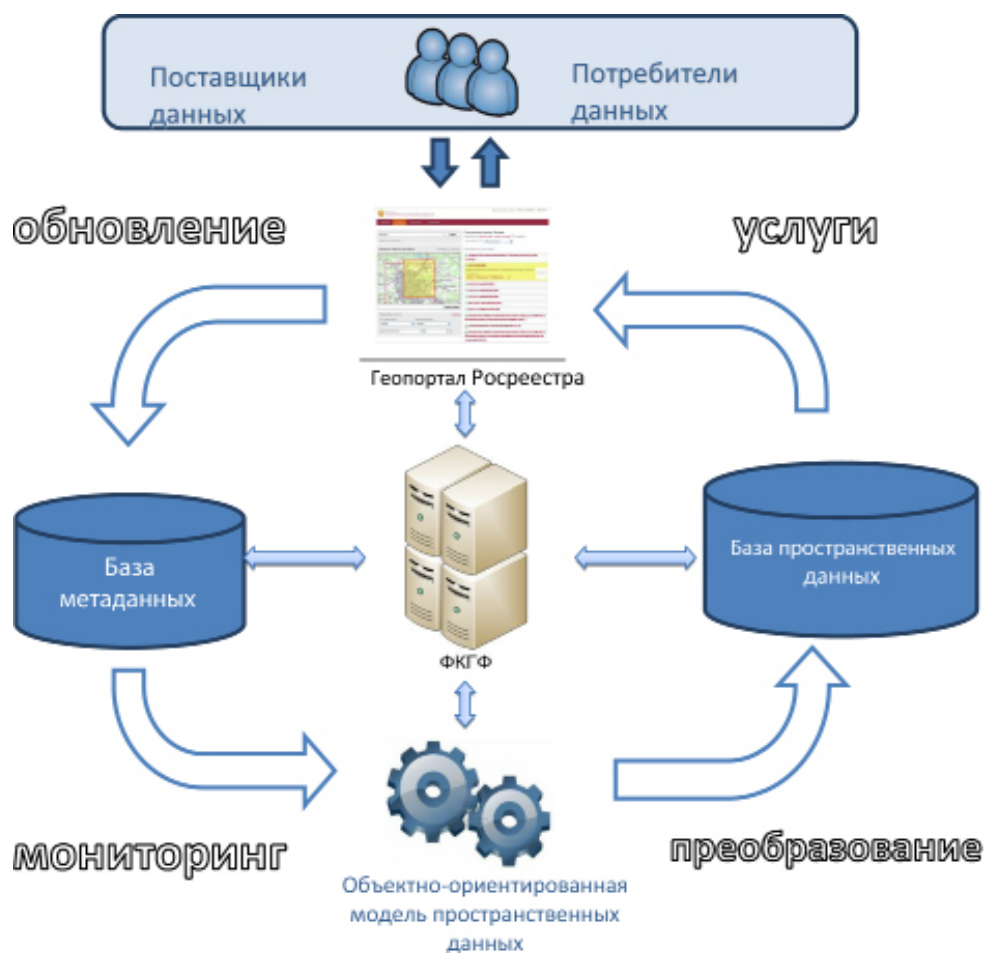 Поставщики
данных
Потребители
данных
обновление
услуги
Геопортал Росреестра
База
метаданных
База пространственных
данных
ФКГФ
мониторинг
преобразование
Объектно-ориентированная
модель пространственных
данных